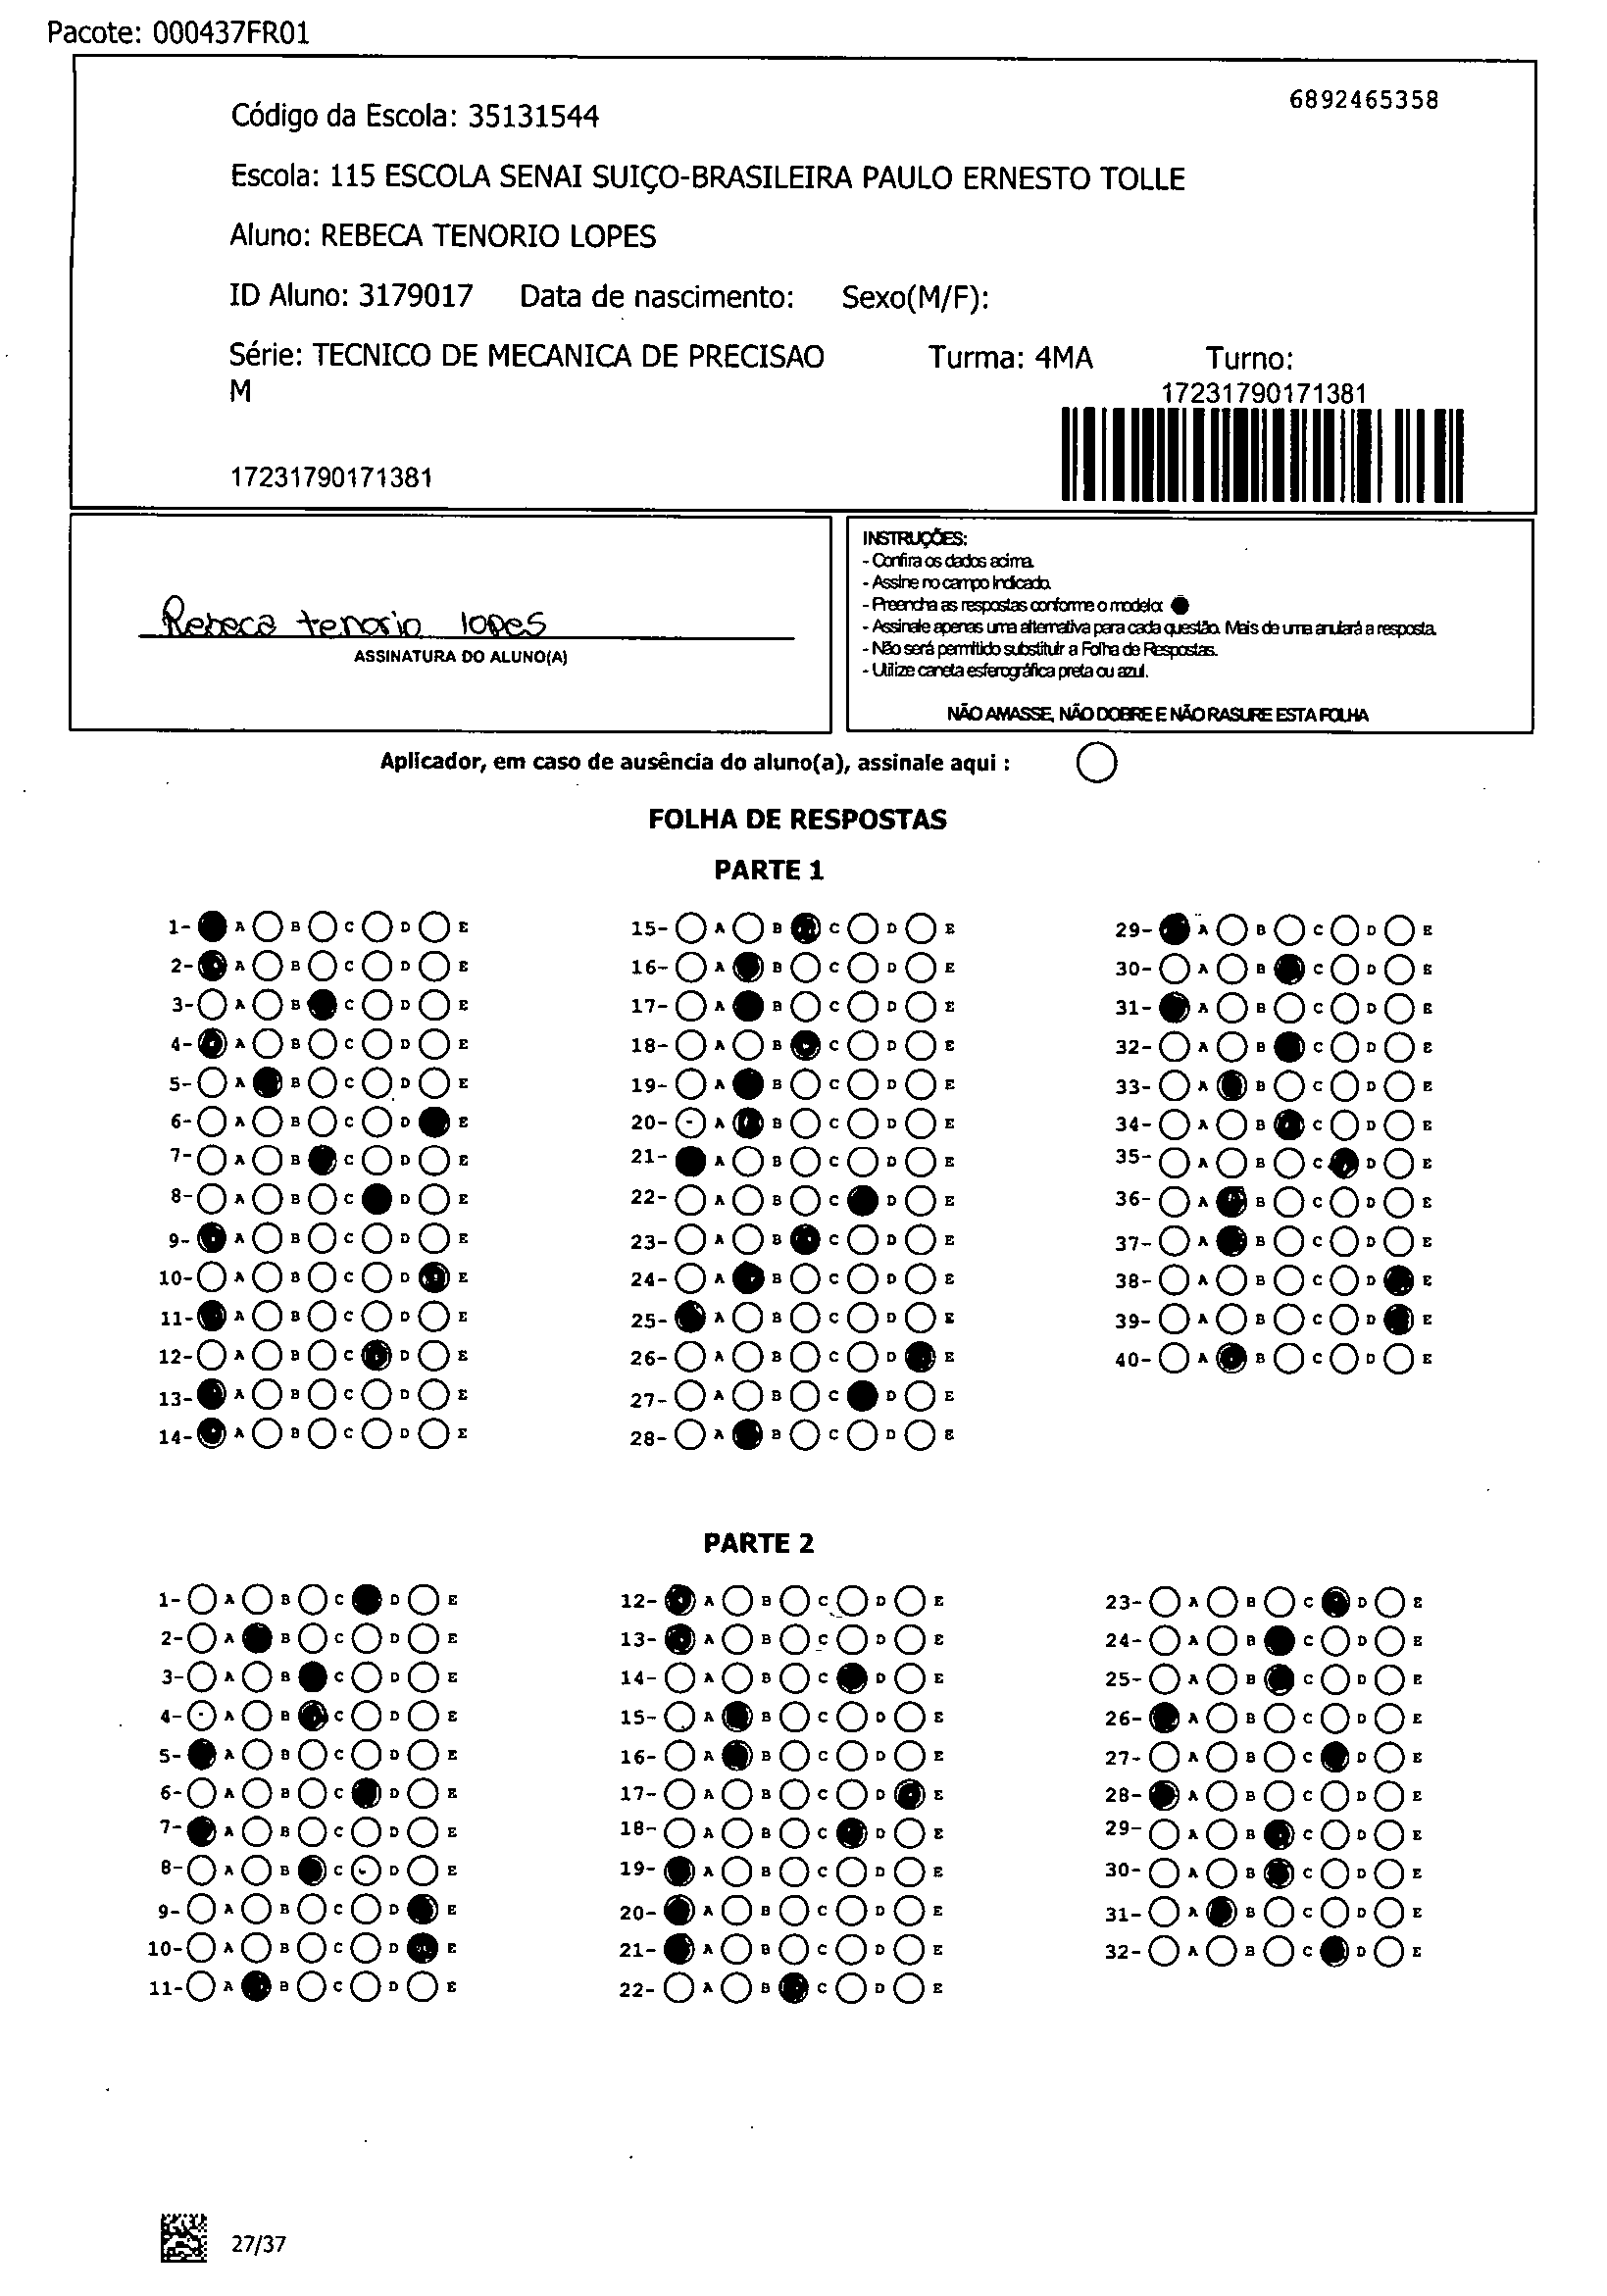 Pacote: 000437FR01
6892465358
Código da Escola: 35131544
Escola: 115 ESCOLA SENAI SUIÇO-BRASILEIRA PAULO ERNESTO TOLLE
Aluno: REBECA TENORIO LOPES
ID Aluno: 3179017 Data de nascimento: Sexo(M/F):
Série: TECNICO DE MECANICA DE PRECISAO Turma: 4MA Turno:
M
17231790171381
17231790171381
Rebeca tenorio lopes
ASSINATURA DO ALUNO(A)
INSTRUÇÕES:
- Confira os dados acima.
- Assine no campo indicado.
- Preencha as respostas conforme o modelo:
- Assinale apenas uma alternativa para cada questão. Mais de uma anulará a resposta.
- Não será permitido substituir a Folha de Respostas.
- Utilize caneta esferográfica preta ou azul.
NÃO AMASSE, NÃO DOBRE E NÃO RASURE ESTA FOLHA
Aplicador, em caso de ausência do aluno(a), assinale aqui :
FOLHA DE RESPOSTAS
PARTE 1
1- A B C D E 15- A B C D E 29- A B C D E
2- A B C D E 16- A B C D E 30- A B C D E
3- A B C D E 17- A B C D E 31- A B C D E
4- A B C D E 18- A B C D E 32- A B C D E
5- A B C D E 19- A B C D E 33- A B C D E
6- A B C D E 20- A B C D E 34- A B C D E
7- A B C D E 21- A B C D E 35- A B C D E
8- A B C D E 22- A B C D E 36- A B C D E
9- A B C D E 23- A B C D E 37- A B C D E
10- A B C D E 24- A B C D E 38- A B C D E
11- A B C D E 25- A B C D E 39- A B C D E
12- A B C D E 26- A B C D E 40- A B C D E
13- A B C D E 27- A B C D E
14- A B C D E 28- A B C D E
PARTE 2
1- A B C D E 12- A B C D E 23- A B C D E
2- A B C D E 13- A B C D E 24- A B C D E
3- A B C D E 14- A B C D E 25- A B C D E
4- A B C D E 15- A B C D E 26- A B C D E
5- A B C D E 16- A B C D E 27- A B C D E
6- A B C D E 17- A B C D E 28- A B C D E
7- A B C D E 18- A B C D E 29- A B C D E
8- A B C D E 19- A B C D E 30- A B C D E
9- A B C D E 20- A B C D E 31- A B C D E
10- A B C D E 21- A B C D E 32- A B C D E
11- A B C D E 22- A B C D E
27/37